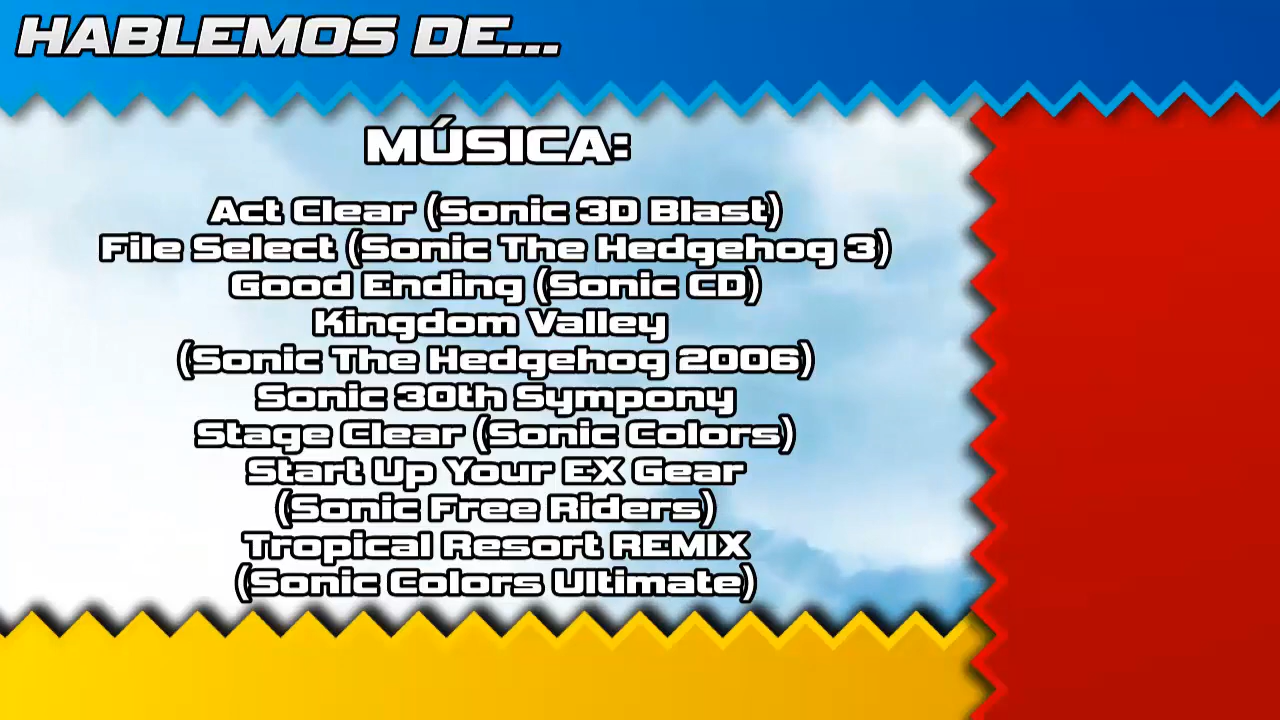 HABLEMOS DE...
MÚSICA:
Act Clear (Sonic 3D Blast)
File Select (Sonic The Hedgehog 3)
Good Ending (Sonic CD)
Kingdom Valley
(Sonic The Hedgehog 2006)
Sonic 30th Sympony
Stage Clear (Sonic Colors)
Start Up Your EX Gear
(Sonic Free Riders)
Tropical Resort REMIX
(Sonic Colors Ultimate)